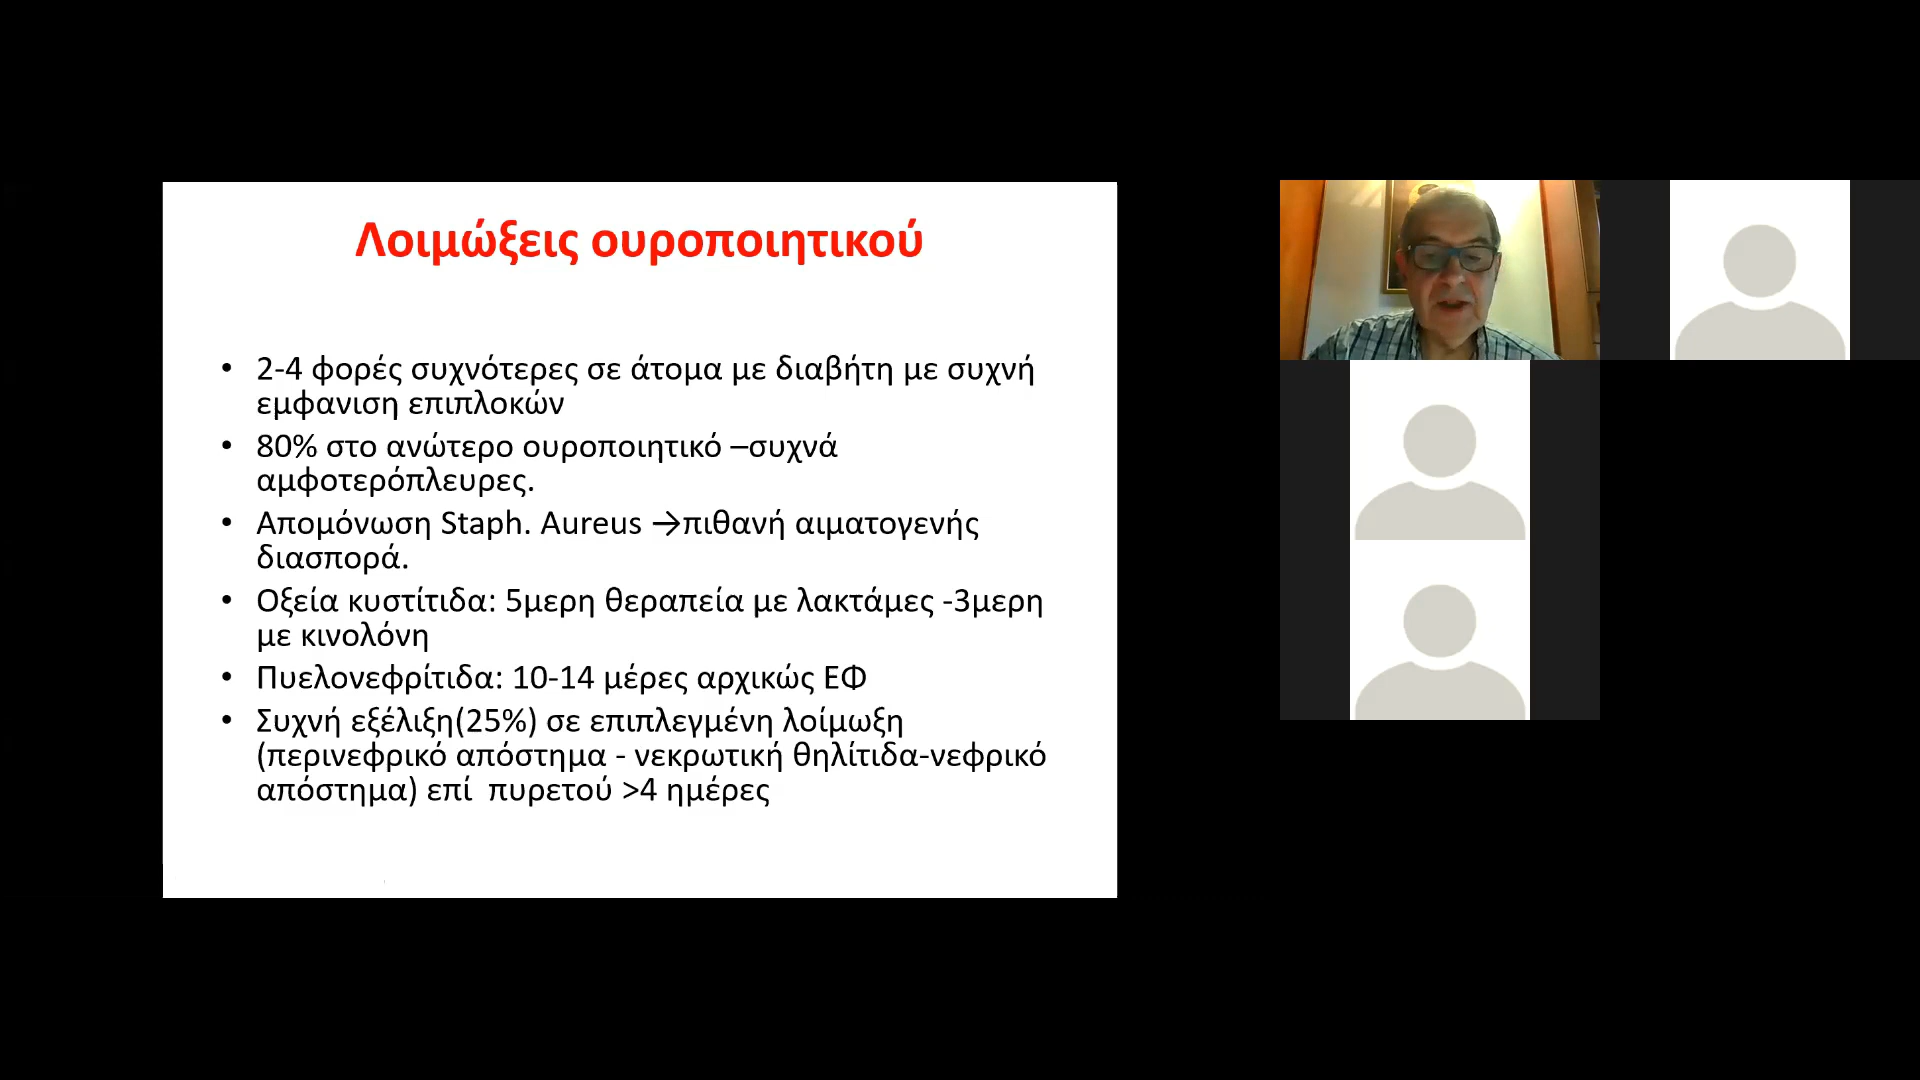 Λοιμώξεις ουροποιητικού
• 2-4 φορές συχνότερες σε άτομα με διαβήτη με συχνή
εμφανιση επιπλοκών
• 80% στο ανώτερο ουροποιητικό –συχνά
αμφοτερόπλευρες.
• Απομόνωση Staph. Aureus →πιθανή αιματογενής
διασπορά.
• Οξεία κυστίτιδα: 5μερη θεραπεία με λακτάμες -3μερη
με κινολόνη
• Πυελονεφρίτιδα: 10-14 μέρες αρχικώς ΕΦ
• Συχνή εξέλιξη(25%) σε επιπλεγμένη λοίμωξη
(περινεφρικό απόστημα - νεκρωτική θηλίτιδα-νεφρικό
απόστημα) επί  πυρετού >4 ημέρες